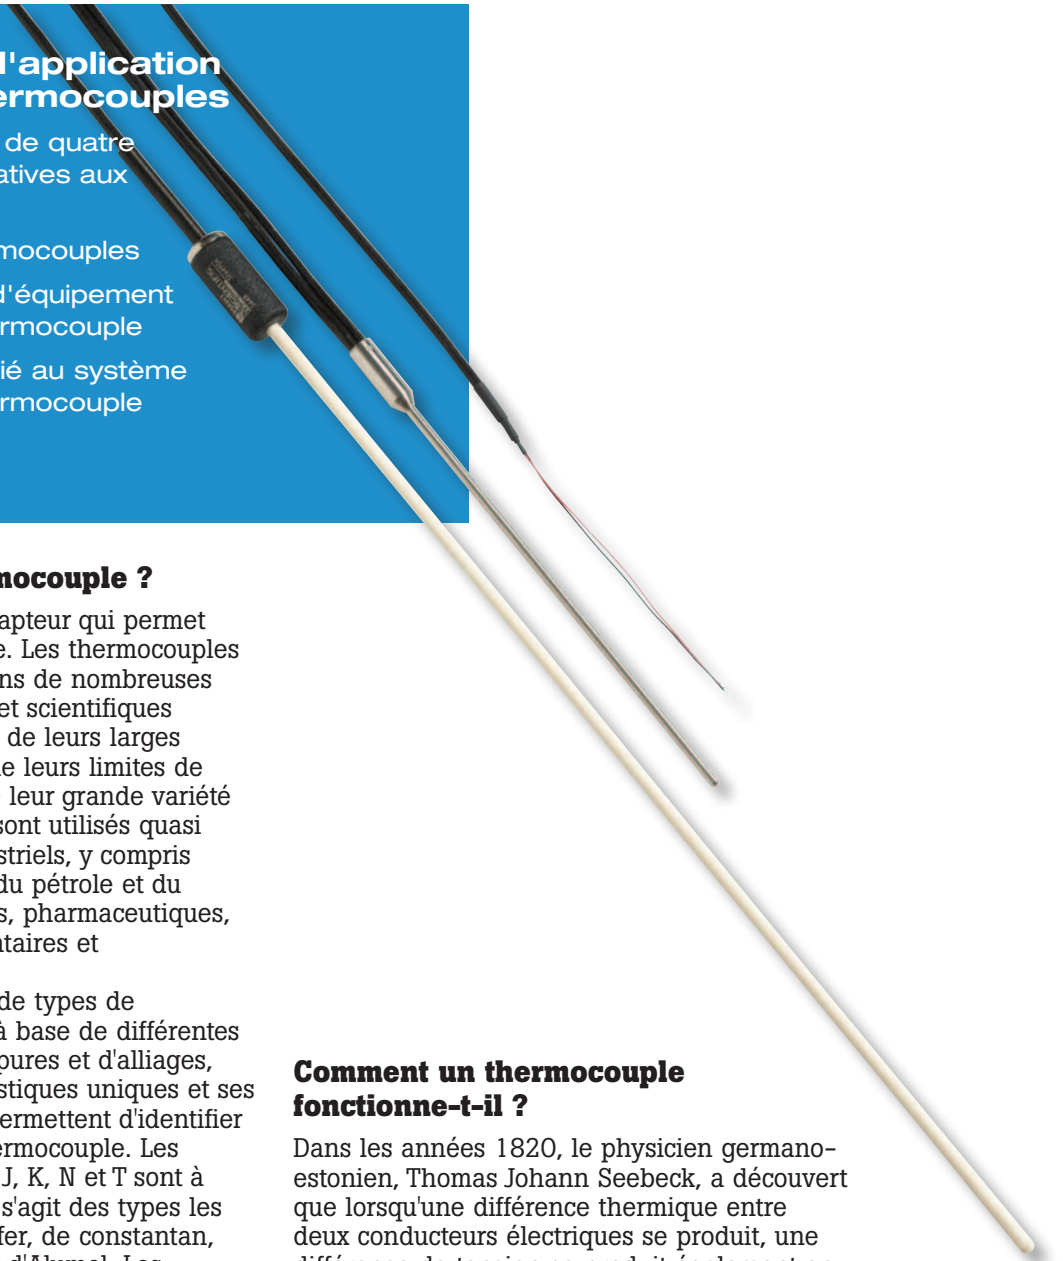 l'application
ermocouples
de quatre
atives aux
mocouples
d'équipement
rmocouple
ié au système
rmocouple
mocouple ?
apteur qui permet
e. Les thermocouples
ns de nombreuses
et scientifiques
de leurs larges
e leurs limites de
leur grande variété
sont utilisés quasi
striels, y compris
du pétrole et du
s, pharmaceutiques,
ntaires et
de types de
à base de différentes
pures et d'alliages,
stiques uniques et ses
ermettent d'identifier
ermocouple. Les
J, K, N et T sont à
s'agit des types les
fer, de constantan,
Comment un thermocouple
fonctionne-t-il ?
Dans les années 1820, le physicien germano-
estonien, Thomas Johann Seebeck, a découvert
que lorsqu'une différence thermique entre
deux conducteurs électriques se produit, une